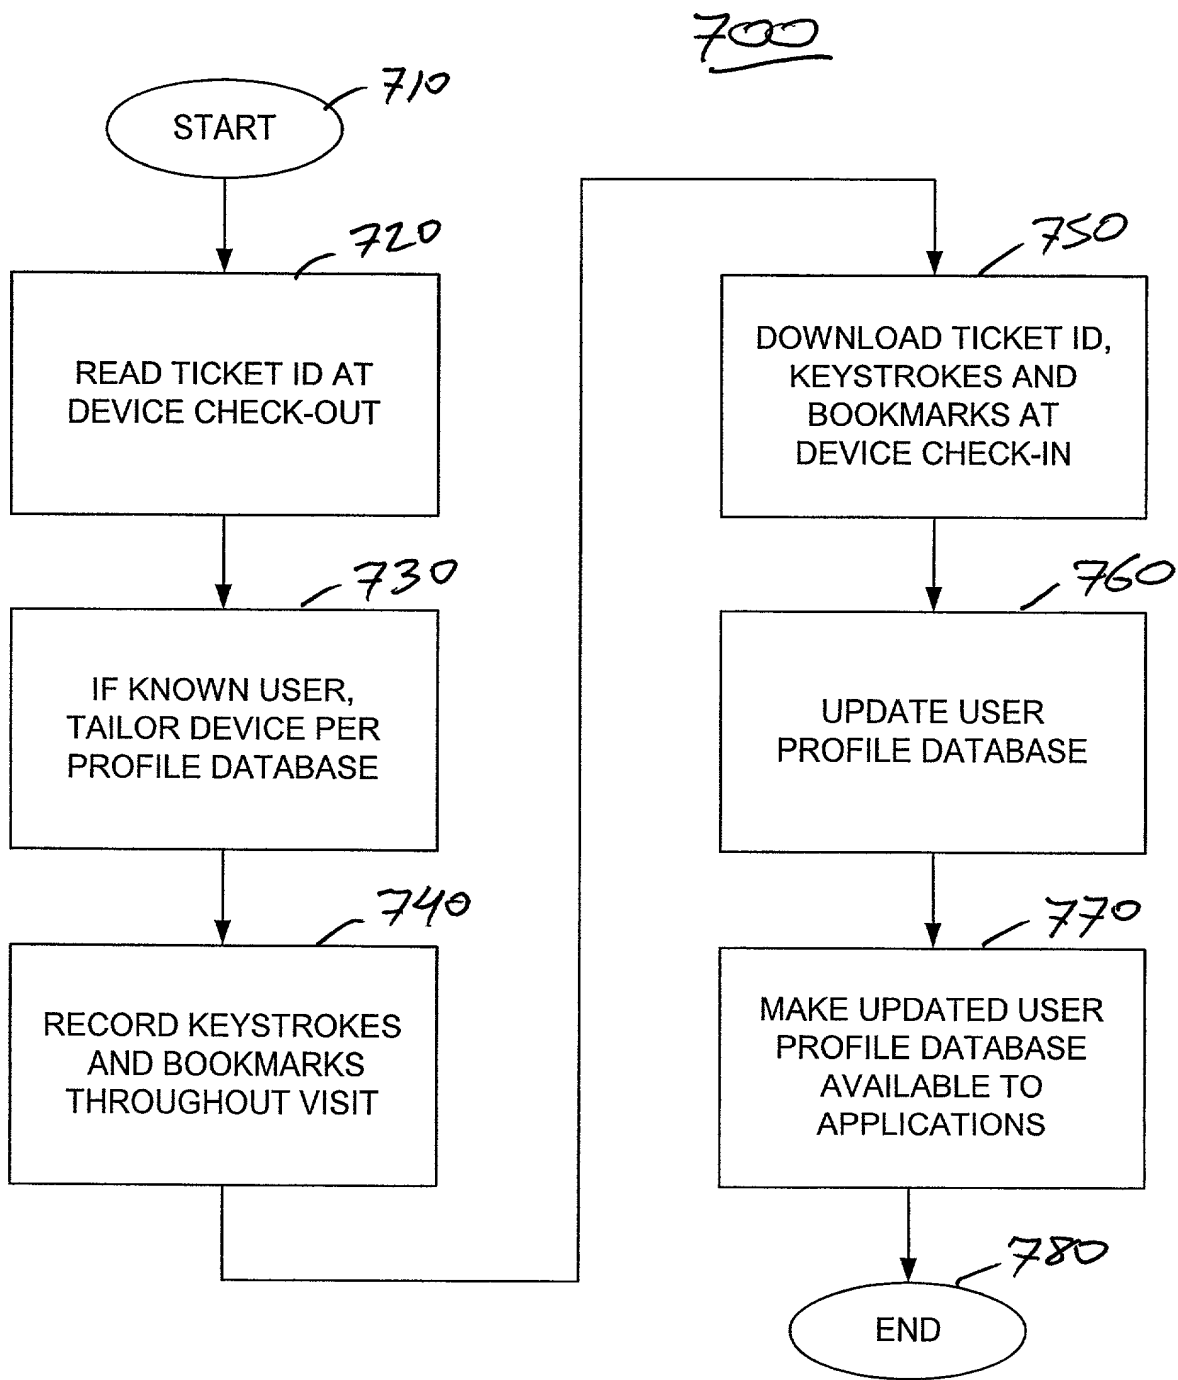 700
710
START
720
READ TICKET ID AT
DEVICE CHECK-OUT
730
IF KNOWN USER,
TAILOR DEVICE PER
PROFILE DATABASE
740
RECORD KEYSTROKES
AND BOOKMARKS
THROUGHOUT VISIT
750
DOWNLOAD TICKET ID,
KEYSTROKES AND
BOOKMARKS AT
DEVICE CHECK-IN
760
UPDATE USER
PROFILE DATABASE
770
MAKE UPDATED USER
PROFILE DATABASE
AVAILABLE TO
APPLICATIONS
780
END